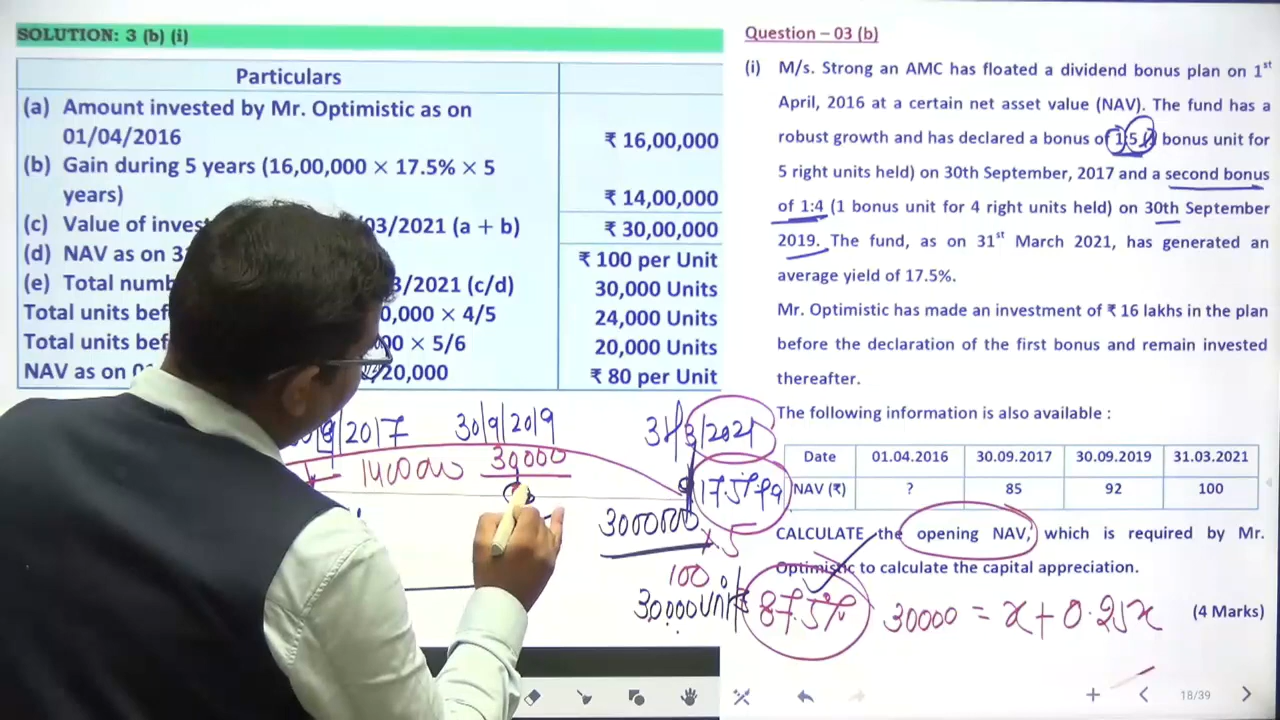 SOLUTION: 3 (b) (i)
Particulars
(a) Amount invested by Mr. Optimistic as on
01/04/2016
₹ 16,00,000
(b) Gain during 5 years (16,00,000 × 17.5% × 5
years)
₹ 14,00,000
(c) Value of 03/2021 (a + b)
₹ 30,00,000
(d) NAV as on
₹ 100 per Unit
(e) Total 3/2021 (c/d)
30,000 Units
Total units 0,000 × 4/5
24,000 Units
Total units 00 × 5/6
20,000 Units
NAV as on /20,000
₹ 80 per Unit
9/2017 30/9/2019 31/3/2021
1400000 30000 17.5% pa
3000000 × 5
100
30,000 units 87.5% 30000 = x + 0.25x
Question – 03 (b)
(i) M/s. Strong an AMC has floated a dividend bonus plan on 1st
April, 2016 at a certain net asset value (NAV). The fund has a
robust growth and has declared a bonus of 1:5 (1 bonus unit for
5 right units held) on 30th September, 2017 and a second bonus
of 1:4 (1 bonus unit for 4 right units held) on 30th September
2019. The fund, as on 31st March 2021, has generated an
average yield of 17.5%.
Mr. Optimistic has made an investment of ₹ 16 lakhs in the plan
before the declaration of the first bonus and remain invested
thereafter.
The following information is also available :
Date 01.04.2016 30.09.2017 30.09.2019 31.03.2021
NAV (₹) ? 85 92 100
CALCULATE the opening NAV, which is required by Mr.
Optimistic to calculate the capital appreciation.
(4 Marks)
18/39